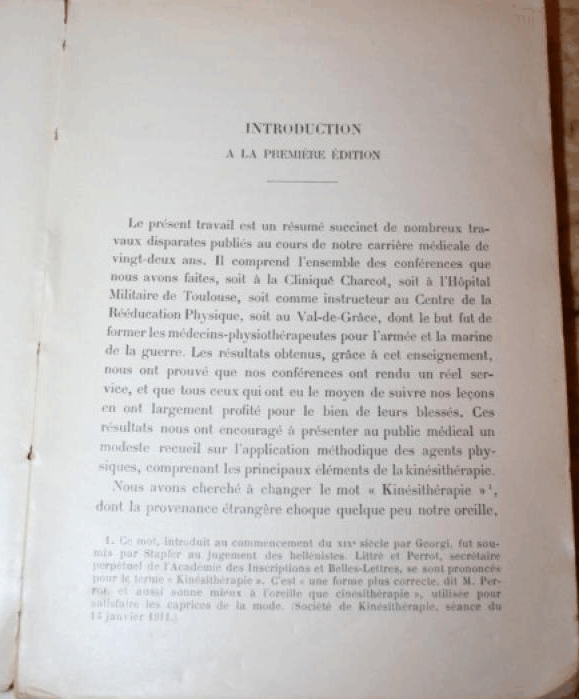 INTRODUCTION
A LA PREMIÈRE ÉDITION
Le présent travail est un résumé succinct de nombreux tra-
vaux disparates publiés au cours de notre carrière médicale de
vingt-deux ans. Il comprend l'ensemble des conférences que
nous avons faites, soit à la Clinique Charcot, soit à l'Hôpital
Militaire de Toulouse, soit comme instructeur au Centre de la
Rééducation Physique, soit au Val-de-Grâce, dont le but fut de
former les médecins-physiothérapeutes pour l'armée et la marine
de la guerre. Les résultats obtenus, grâce à cet enseignement,
nous ont prouvé que nos conférences ont rendu un réel ser-
vice, et que tous ceux qui ont eu le moyen de suivre nos leçons
en ont largement profité pour le bien de leurs blessés. Ces
résultats nous ont encouragé à présenter au public médical un
modeste recueil sur l'application méthodique des agents phy-
siques, comprenant les principaux éléments de la kinésithérapie.
Nous avons cherché à changer le mot « Kinésithérapie »¹,
dont la provenance étrangère choque quelque peu notre oreille,
1. Ce mot, introduit au commencement du XIXᵉ siècle par Georgi, fut sou-
mis par Stapfer au jugement des hellénistes. Littré et Perrot, secrétaire
perpétuel de l'Académie des Inscriptions et Belles-Lettres, se sont prononcés
pour le terme « Kinésithérapie ». C'est « une forme plus correcte, dit M. Per-
rot, et aussi sonne mieux à l'oreille que cinésithérapie », utilisée pour
satisfaire les caprices de la mode. (Société de Kinésithérapie, séance du
14 janvier 1911.)